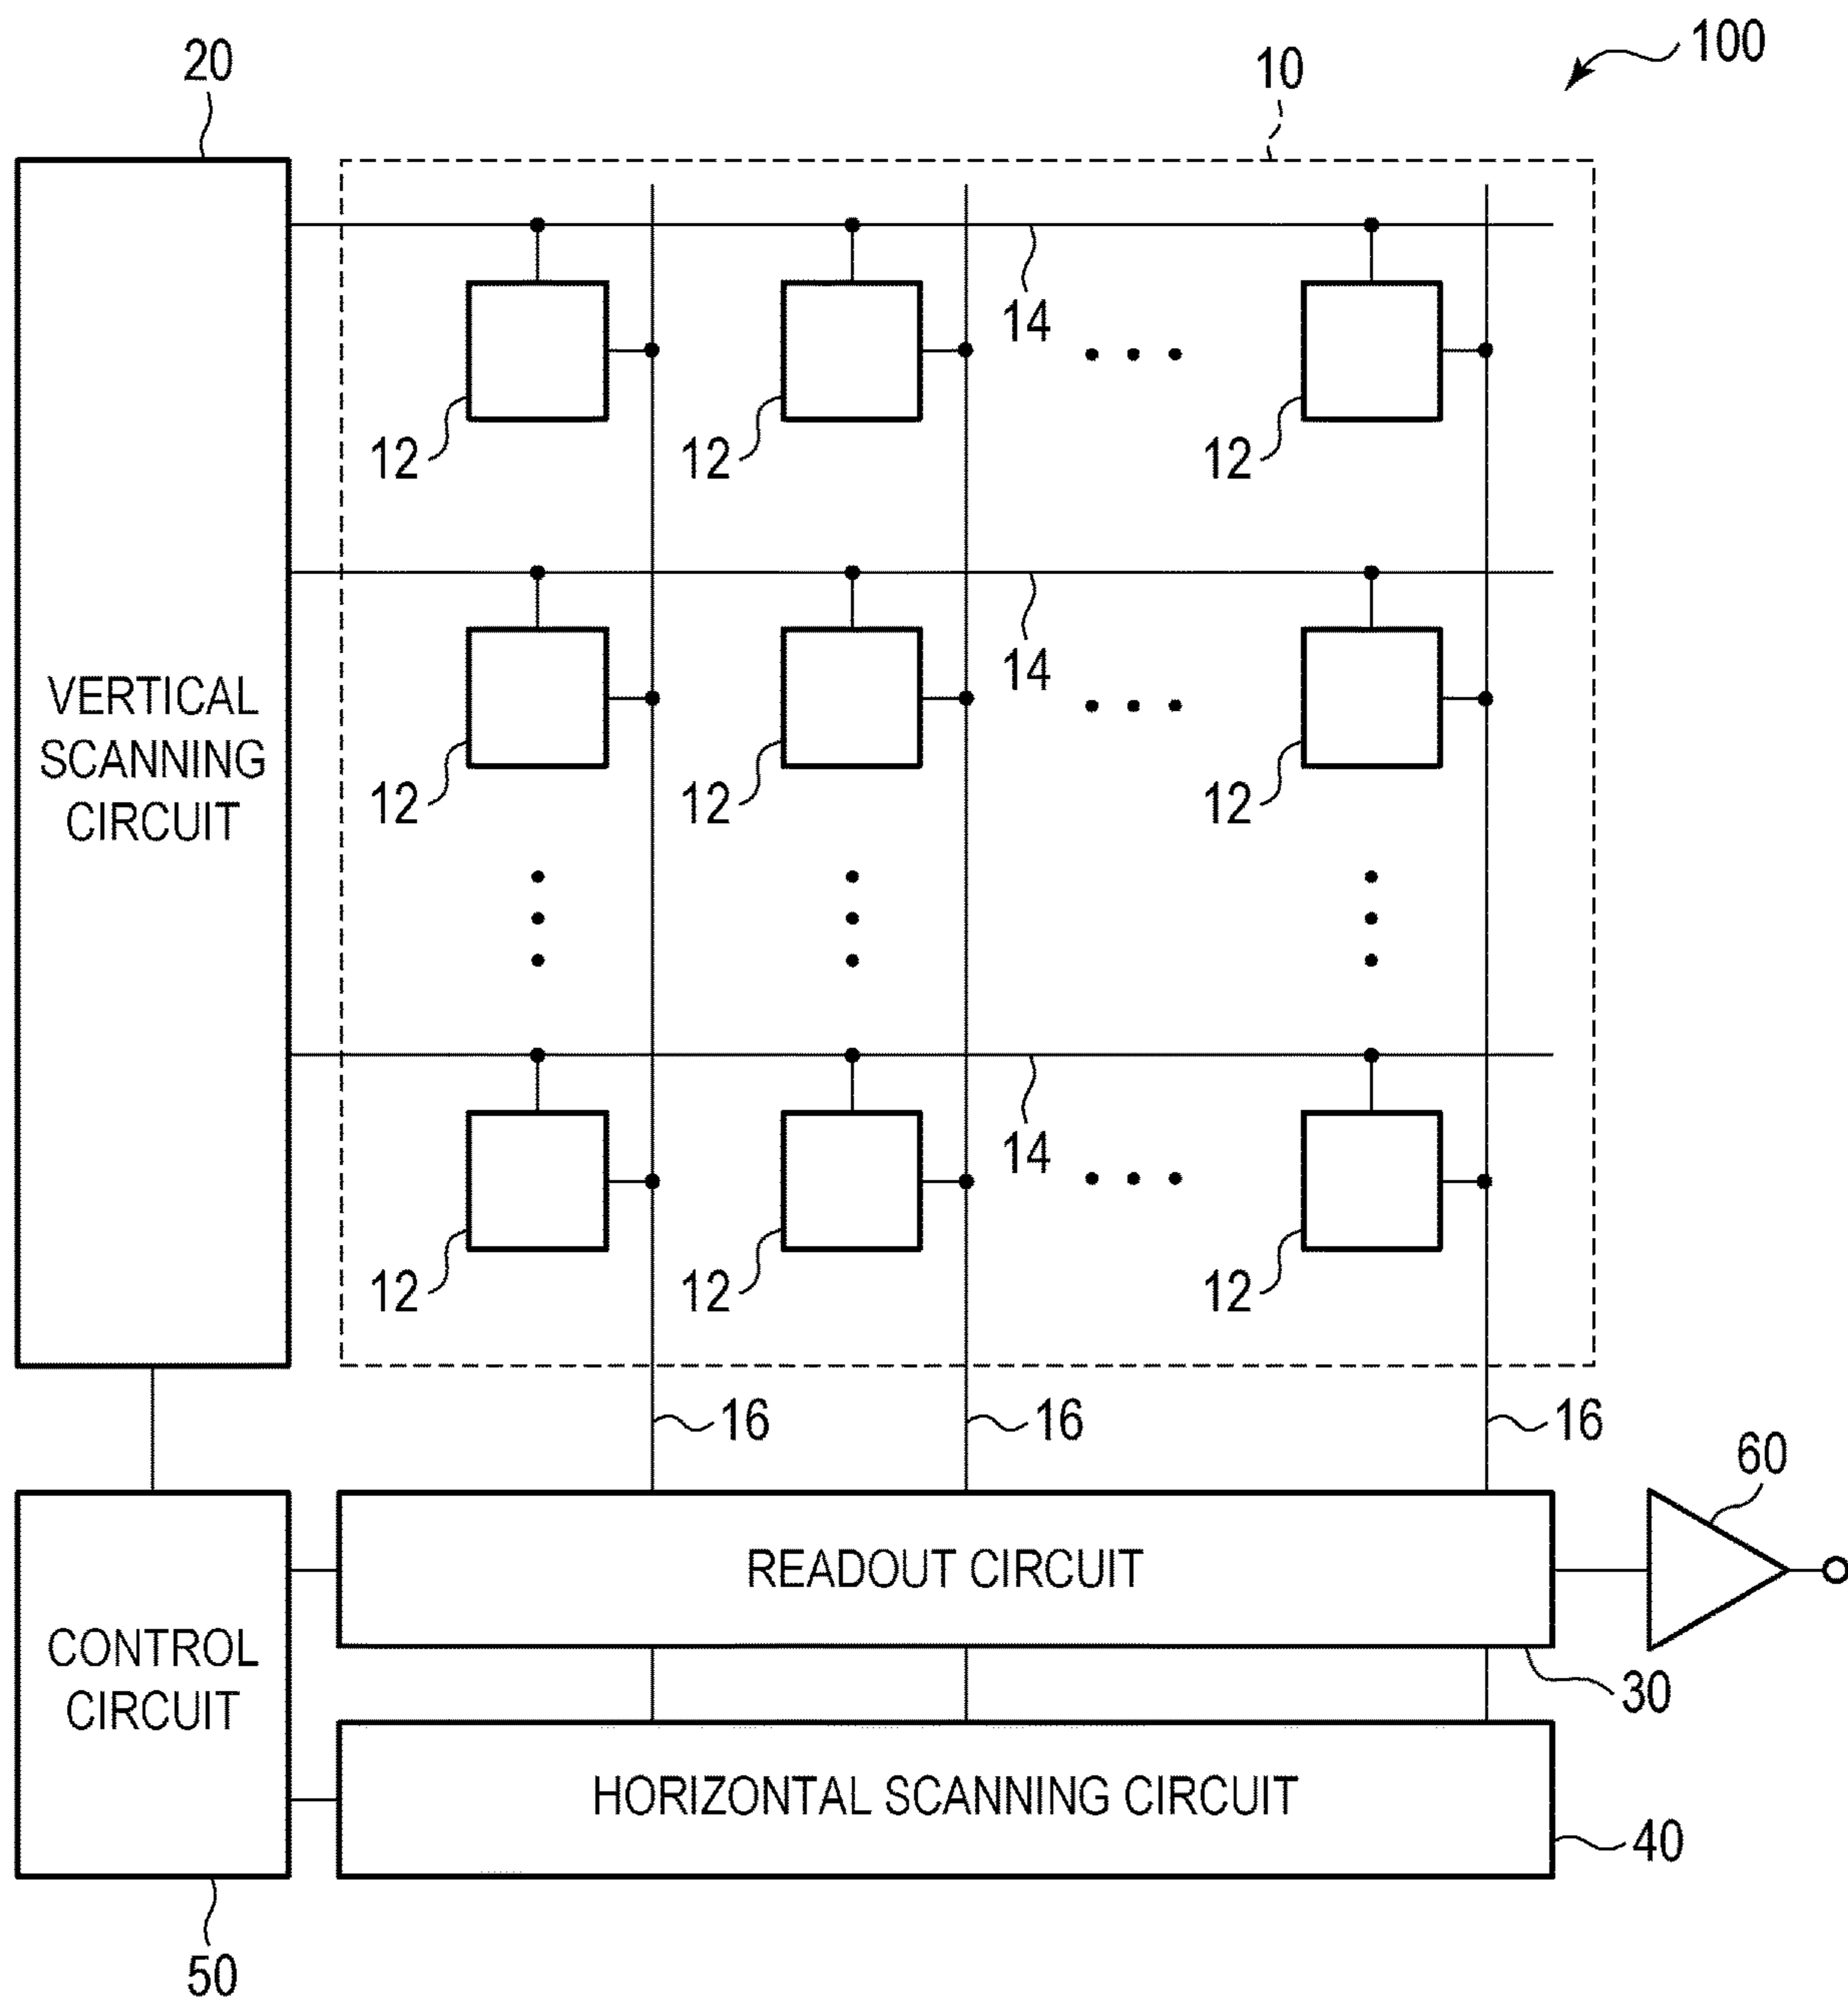 100
20
10
14
12 12 12
VERTICAL
SCANNING
CIRCUIT
14
12 12 12
14
12 12 12
16 16 16
60
READOUT CIRCUIT
CONTROL
CIRCUIT
30
HORIZONTAL SCANNING CIRCUIT
40
50